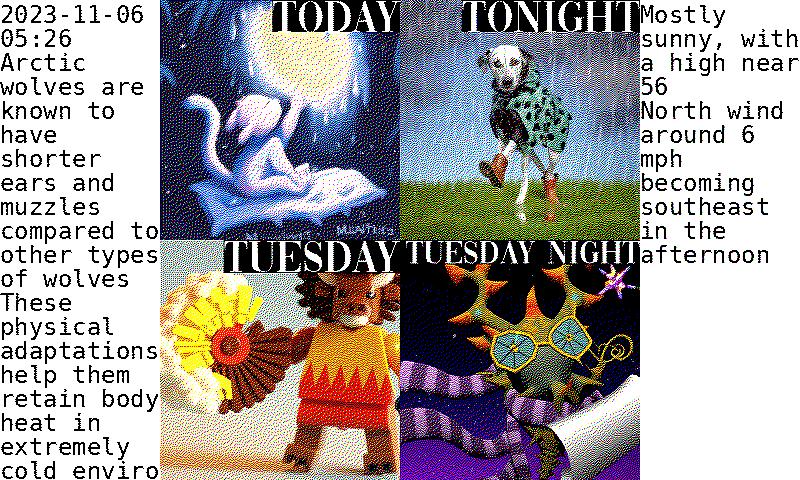 2023-11-06
05:26
Arctic
wolves are
known to
have
shorter
ears and
muzzles
compared to
other types
of wolves
These
physical
adaptations
help them
retain body
heat in
extremely
cold enviro
TODAY
TONIGHT
TUESDAY
TUESDAY NIGHT
Mostly
sunny, with
a high near
56
North wind
around 6
mph
becoming
southeast
in the
afternoon